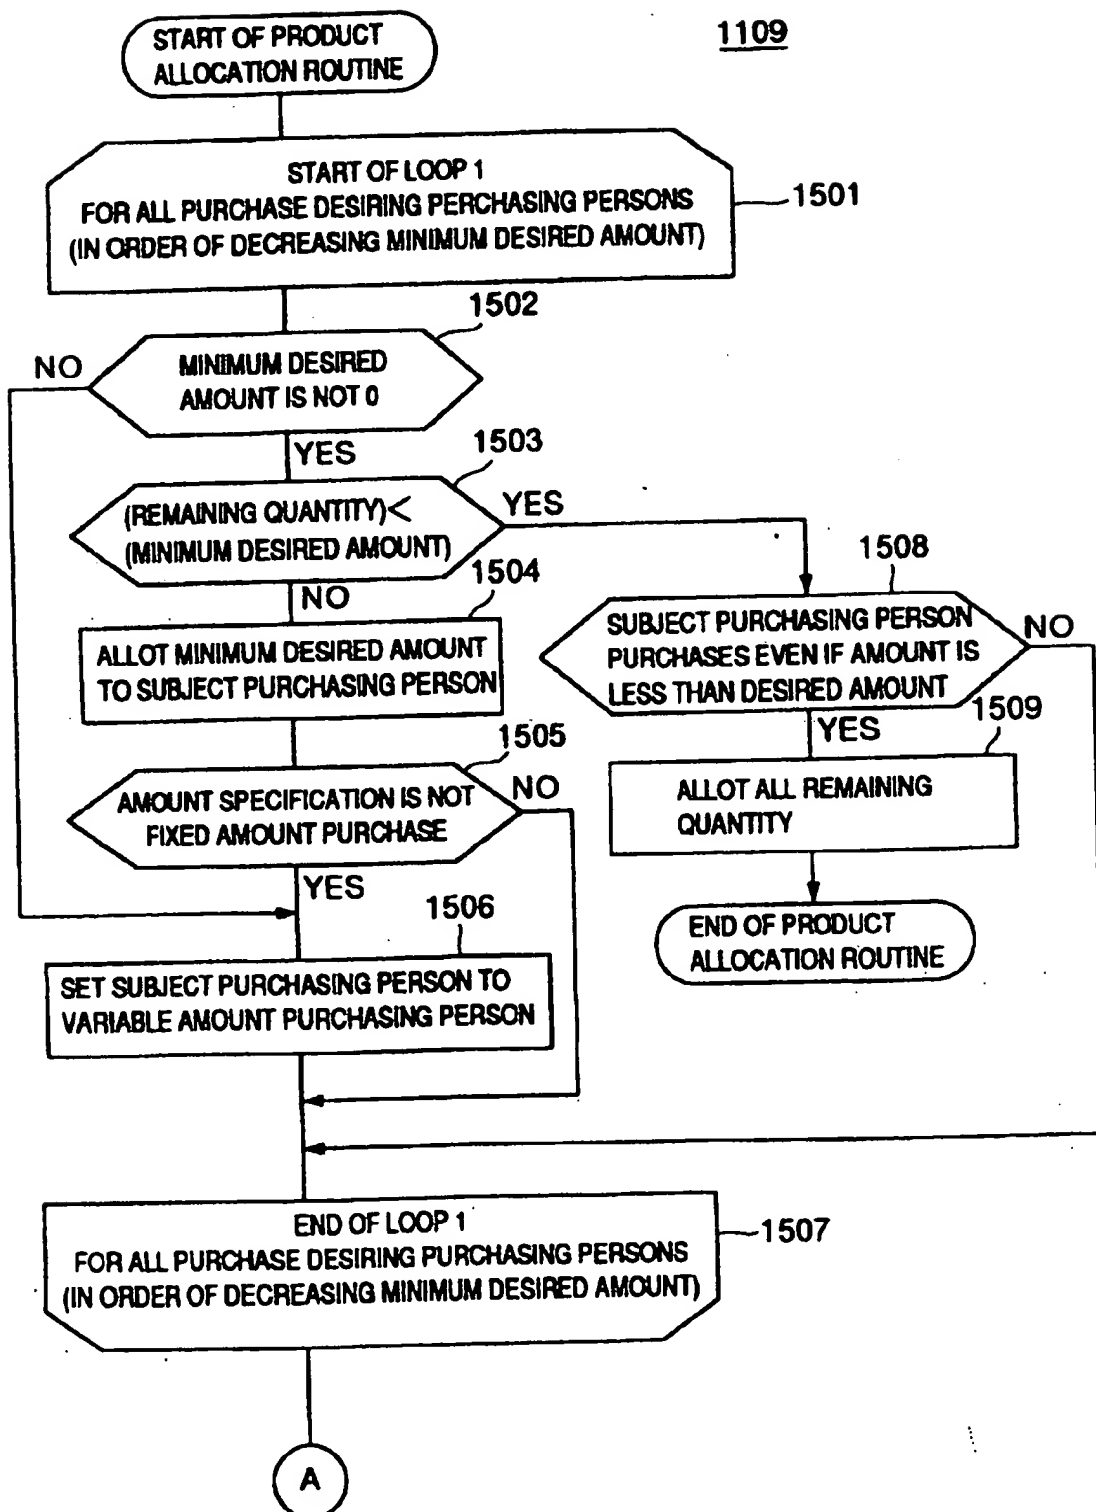 1109
START OF PRODUCT
ALLOCATION ROUTINE
START OF LOOP 1
FOR ALL PURCHASE DESIRING PERCHASING PERSONS
(IN ORDER OF DECREASING MINIMUM DESIRED AMOUNT)
1501
1502
NO
MINIMUM DESIRED
AMOUNT IS NOT 0
YES
1503
(REMAINING QUANTITY)<
(MINIMUM DESIRED AMOUNT)
YES
NO
1504
ALLOT MINIMUM DESIRED AMOUNT
TO SUBJECT PURCHASING PERSON
1508
SUBJECT PURCHASING PERSON
PURCHASES EVEN IF AMOUNT IS
LESS THAN DESIRED AMOUNT
NO
YES
1509
ALLOT ALL REMAINING
QUANTITY
END OF PRODUCT
ALLOCATION ROUTINE
1505
AMOUNT SPECIFICATION IS NOT
FIXED AMOUNT PURCHASE
NO
YES
1506
SET SUBJECT PURCHASING PERSON TO
VARIABLE AMOUNT PURCHASING PERSON
END OF LOOP 1
FOR ALL PURCHASE DESIRING PURCHASING PERSONS
(IN ORDER OF DECREASING MINIMUM DESIRED AMOUNT)
1507
A